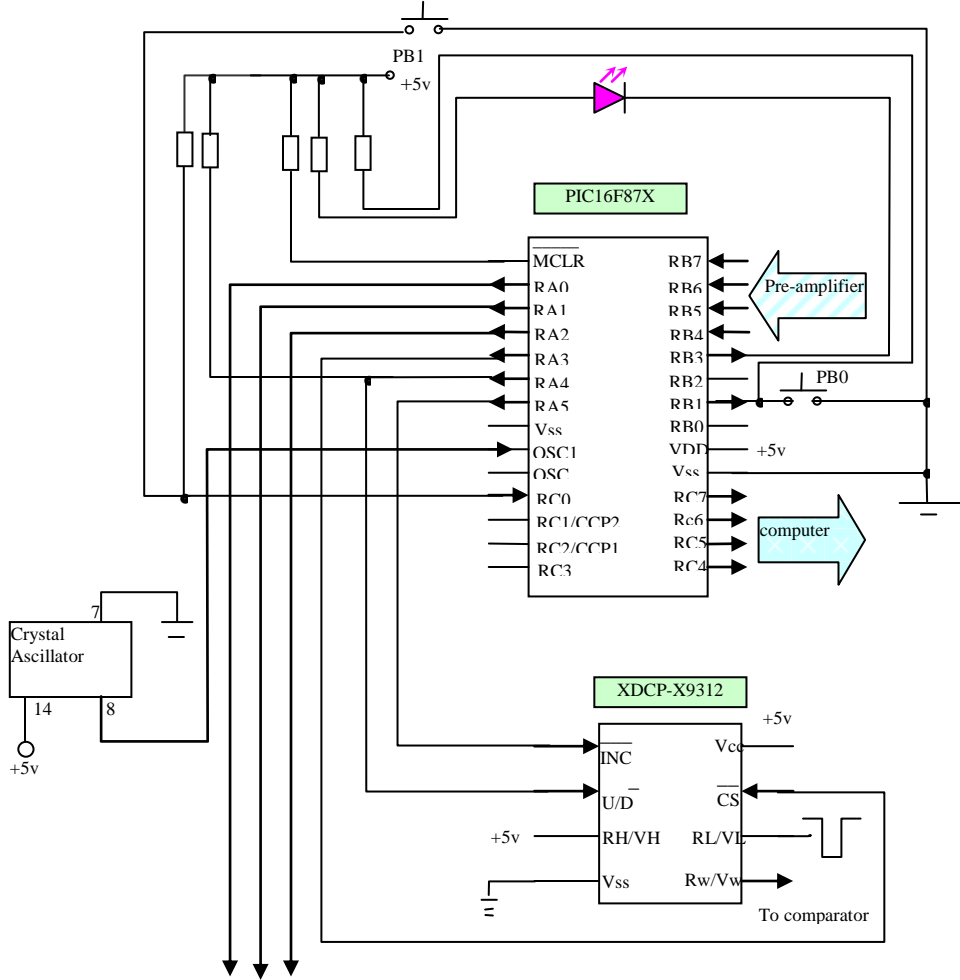 PB1
+5v
PIC16F87X
MCLR
RA0
RA1
RA2
RA3
RA4
RA5
Vss
OSC1
OSC
RC0
RC1/CCP2
RC2/CCP1
RC3
RB7
RB6
RB5
RB4
RB3
RB2
RB1
RB0
VDD
Vss
RC7
Rc6
RC5
RC4
Pre-amplifier
PB0
+5v
computer
7
Crystal
Ascillator
14
8
+5v
XDCP-X9312
+5v
INC
U/D
RH/VH
Vss
Vcc
CS
RL/VL
Rw/Vw
+5v
To comparator